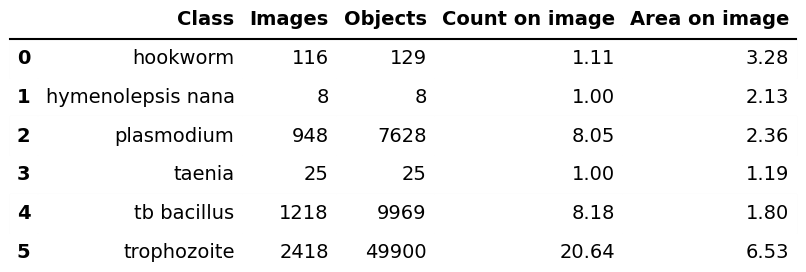 Class Images Objects Count on image Area on image
0 hookworm 116 129 1.11 3.28
1 hymenolepsis nana 8 8 1.00 2.13
2 plasmodium 948 7628 8.05 2.36
3 taenia 25 25 1.00 1.19
4 tb bacillus 1218 9969 8.18 1.80
5 trophozoite 2418 49900 20.64 6.53